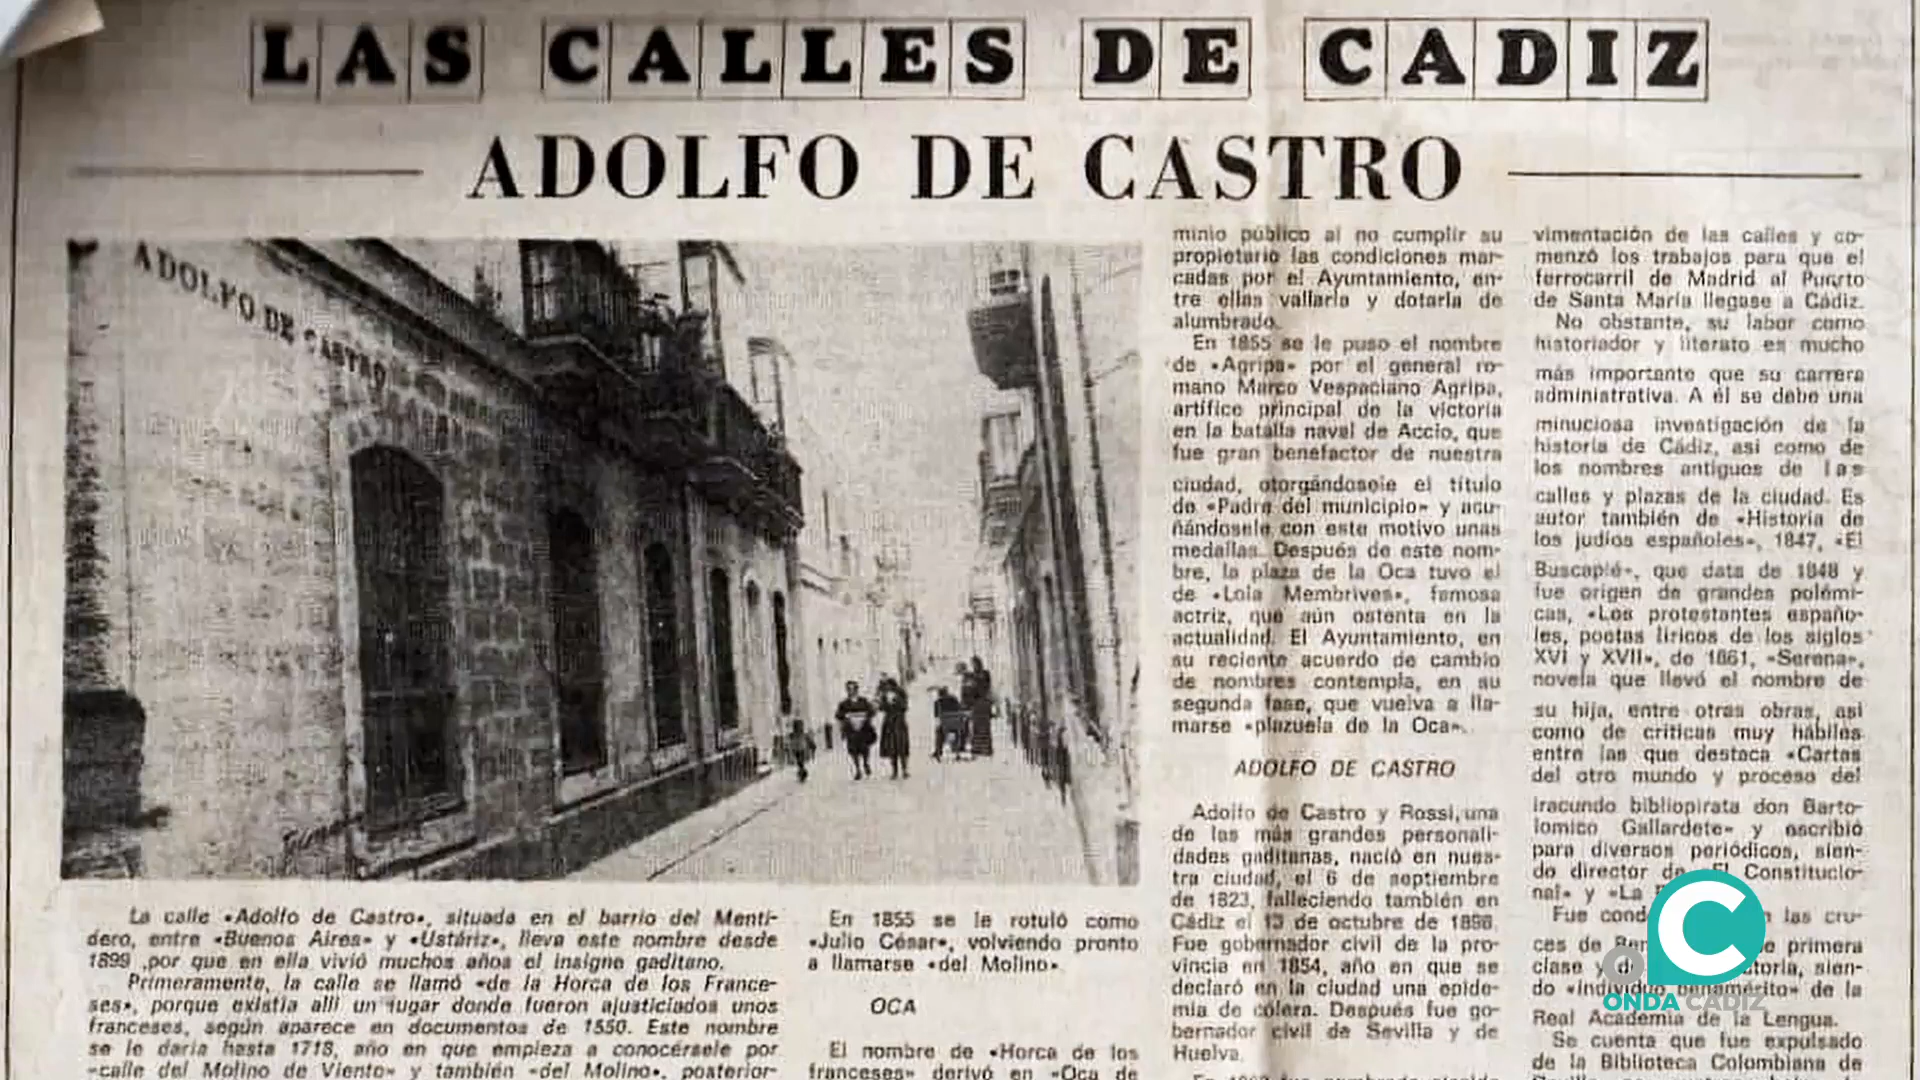 LAS CALLES DE CADIZ
ADOLFO DE CASTRO
ADOLFO DE CASTRO
La calle «Adolfo de Castro», situada en el barrio del Menti-
dero, entre «Buenos Aires» y «Ustáriz», lleva este nombre desde
1899 ,por que en ella vivió muchos años el insigne gaditano.
Primeramente, la calle se llamó «de la Horca de los France-
ses», porque existía allí un lugar donde fueron ajusticiados unos
franceses, según aparece en documentos de 1550. Este nombre
se le daría hasta 1718, año en que empieza a conocérsele por
«calle del Molino de Viento» y también «del Molino», posterior-
En 1855 se le rotuló como
«Julio César», volviendo pronto
a llamarse «del Molino».
OCA
El nombre de «Horca de los
franceses» derivó en «Oca de
minio público al no cumplir su
propietario las condiciones mar-
cadas por el Ayuntamiento, en-
tre ellas vallarla y dotarla de
alumbrado.
En 1855 se le puso el nombre
de «Agripa» por el general ro-
mano Marco Vespaciano Agripa,
artífice principal de la victoria
en la batalla naval de Accio, que
fue gran benefactor de nuestra
ciudad, otorgándosele el título
de «Padre del municipio» y acu-
ñándosele con este motivo unas
medallas. Después de este nom-
bre, la plaza de la Oca tuvo el
de «Lola Membrives», famosa
actriz, que aún ostenta en la
actualidad. El Ayuntamiento, en
su reciente acuerdo de cambio
de nombres contempla, en su
segunda fase, que vuelva a lla-
marse «plazuela de la Oca».
ADOLFO DE CASTRO
Adolfo de Castro y Rossi, una
de las más grandes personali-
dades gaditanas, nació en nues-
tra ciudad, el 6 de septiembre
de 1823, falleciendo también en
Cádiz el 13 de octubre de 1898.
Fue gobernador civil de la pro-
vincia en 1854, año en que se
declaró en la ciudad una epide-
mia de cólera. Después fue go-
bernador civil de Sevilla y de
Huelva.
vimentación de las calles y co-
menzó los trabajos para que el
ferrocarril de Madrid al Puerto
de Santa María llegase a Cádiz.
No obstante, su labor como
historiador y literato es mucho
más importante que su carrera
administrativa. A él se debe una
minuciosa investigación de la
historia de Cádiz, así como de
los nombres antiguos de las
calles y plazas de la ciudad. Es
autor también de «Historia de
los judíos españoles», 1847, «El
Buscapié», que data de 1848 y
fue origen de grandes polémi-
cas, «Los protestantes españo-
les, poetas líricos de los siglos
XVI y XVII», de 1861, «Serena»,
novela que llevó el nombre de
su hija, entre otras obras, así
como de críticas muy hábiles
entre las que destaca «Cartas
del otro mundo y proceso del
iracundo bibliopirata don Barto-
lomico Gallardete» y escribió
para diversos periódicos, sien-
do director de «El Constitucio-
nal» y «La
Fue las cru-
ces de primera
clase y sien-
do «individuo benamérito» de la
Real Academia de la Lengua.
Se cuenta que fue expulsado
de la Biblioteca Colombina de
ONDA CADIZ